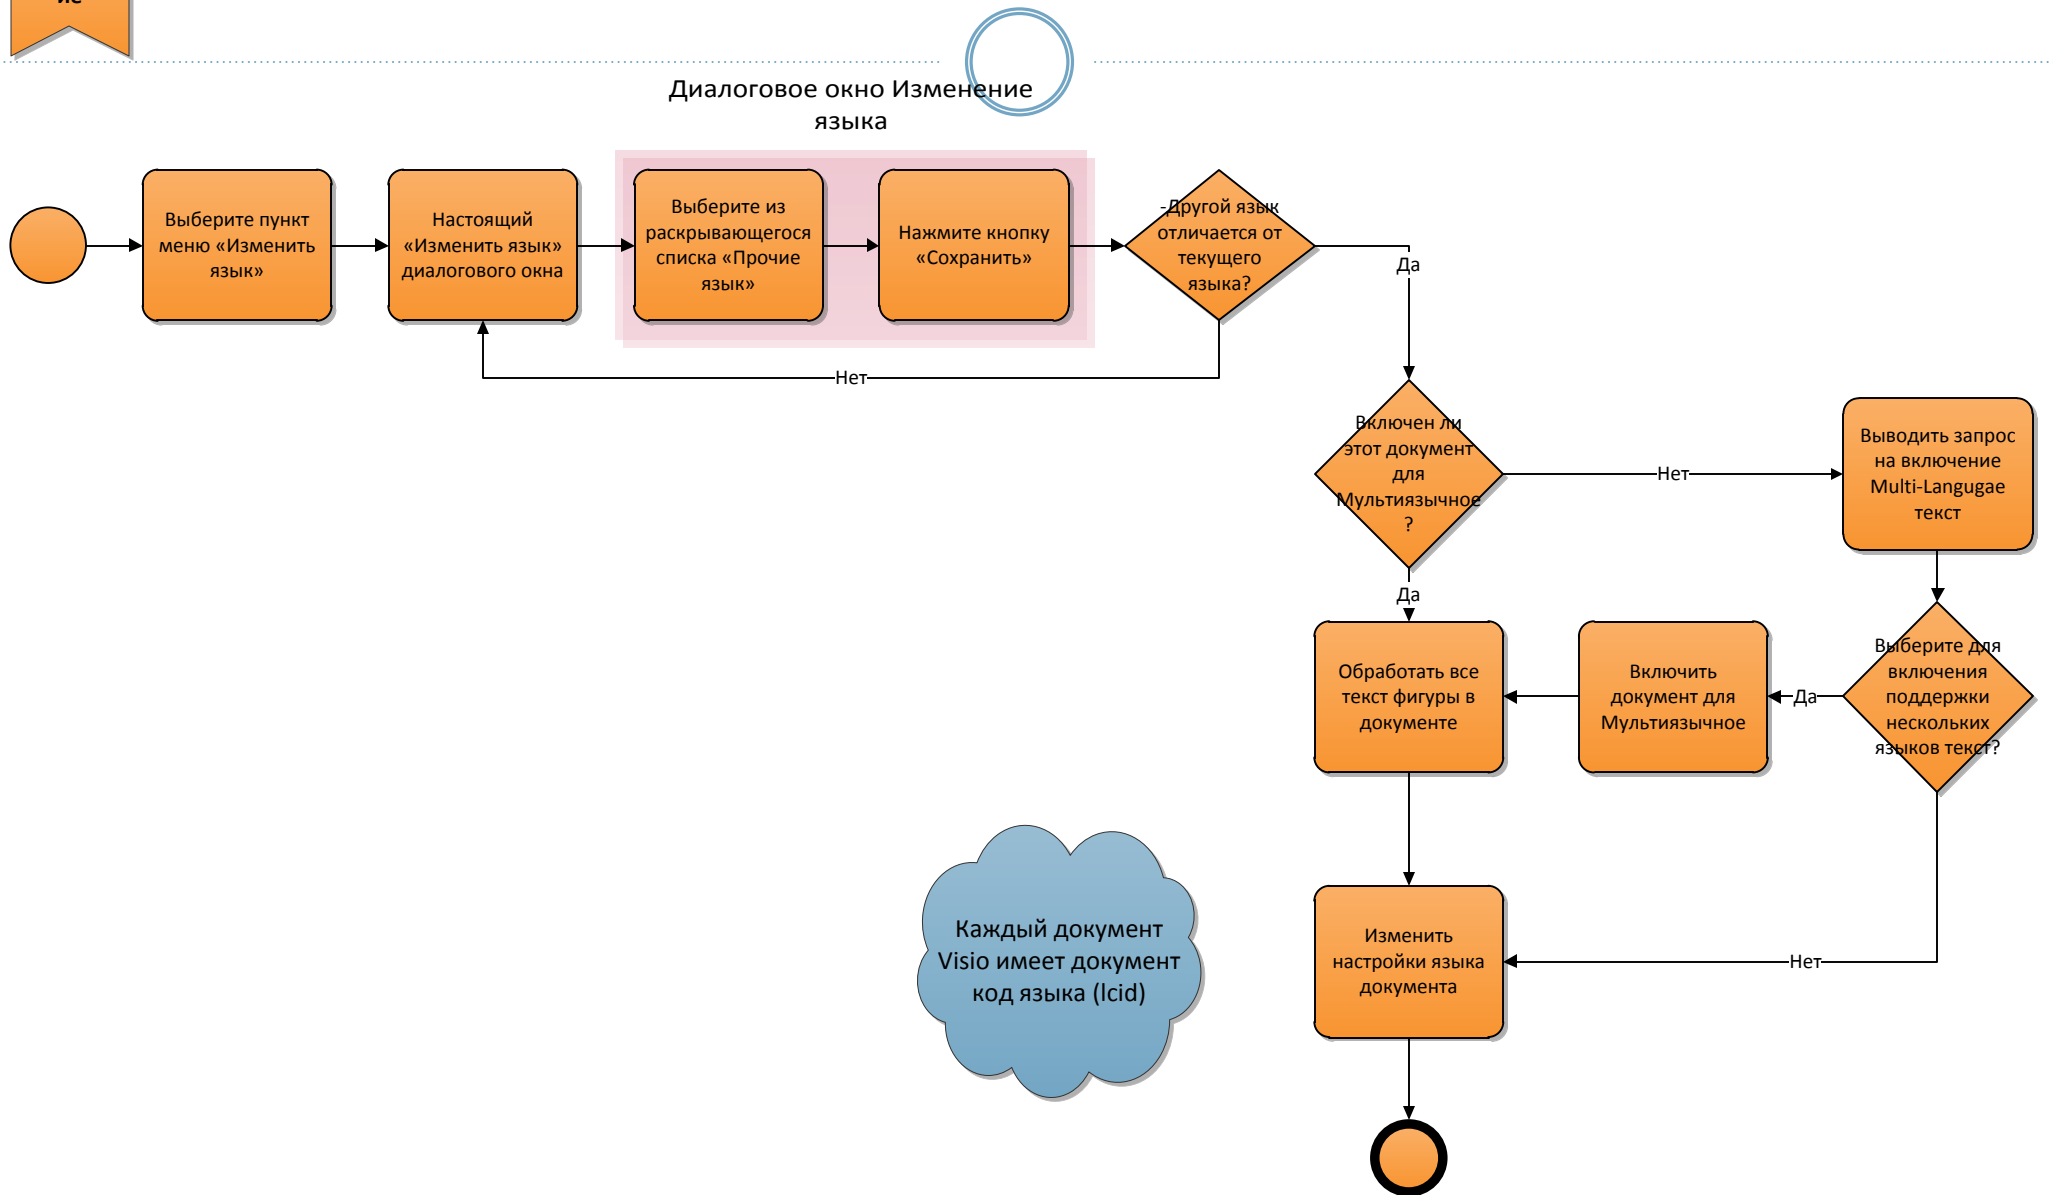 ие
Диалоговое окно Изменение
языка
Выберите пункт
меню «Изменить
язык»
Настоящий
«Изменить язык»
диалогового окна
Выберите из
раскрывающегося
списка «Прочие
язык»
Нажмите кнопку
«Сохранить»
-Другой язык
отличается от
текущего
языка?
Да
Нет
Включен ли
этот документ
для
Мультиязычное
?
Нет
Выводить запрос
на включение
Multi-Langugae
текст
Да
Обработать все
текст фигуры в
документе
Включить
документ для
Мультиязычное
Да
Выберите для
включения
поддержки
нескольких
языков текст?
Каждый документ
Visio имеет документ
код языка (lcid)
Изменить
настройки языка
документа
Нет